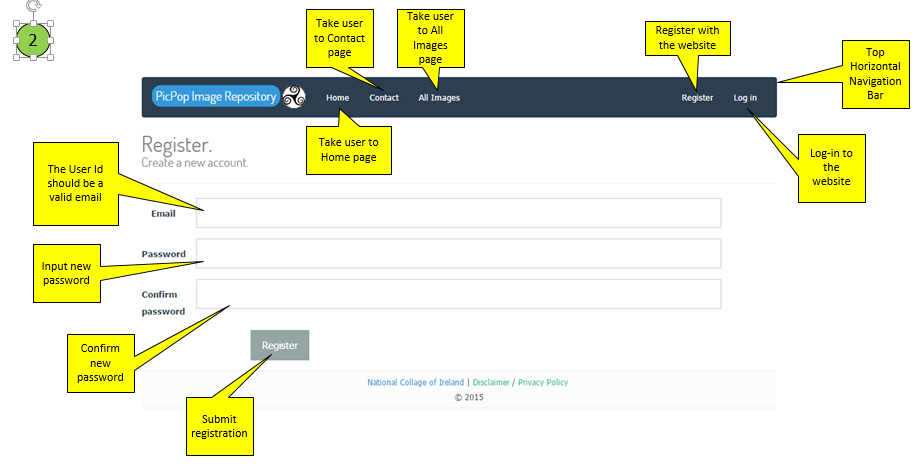 2
Take user
to Contact
page
Take user
to All
Images
page
Register with
the website
Top
Horizontal
Navigation
Bar
PicPop Image Repository
Home
Contact
All Images
Register
Log in
Take user to
Home page
Log-in to
the
website
Register.
Create a new account.
The User Id
should be a
valid email
Email
Input new
password
Password
Confirm
password
Confirm
new
password
Register
Submit
registration
National Collage of Ireland | Disclaimer / Privacy Policy
© 2015